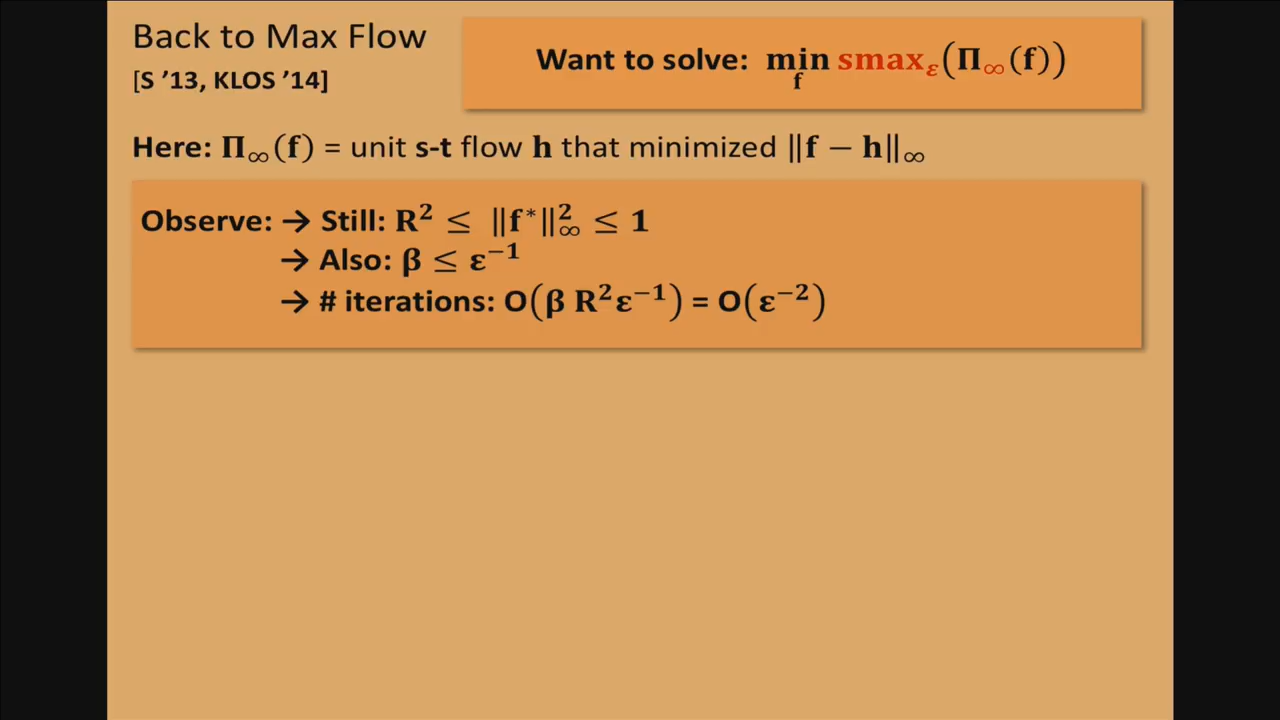 Back to Max Flow
[S ’13, KLOS ’14]
Want to solve: min_f smax_ε(Π_∞(f))
Here: Π_∞(f) = unit s-t flow h that minimized ‖f − h‖_∞
Observe: → Still: R² ≤ ‖f*‖²_∞ ≤ 1
→ Also: β ≤ ε⁻¹
→ # iterations: O(β R²ε⁻¹) = O(ε⁻²)